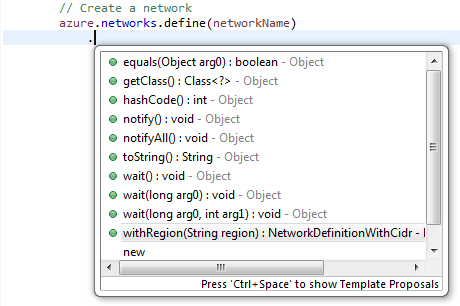 // Create a network
azure.networks.define(networkName)
.
equals(Object arg0) : boolean - Object
getClass() : Class<?> - Object
hashCode() : int - Object
notify() : void - Object
notifyAll() : void - Object
toString() : String - Object
wait() : void - Object
wait(long arg0) : void - Object
wait(long arg0, int arg1) : void - Object
withRegion(String region) : NetworkDefinitionWithCidr -
new
Press 'Ctrl+Space' to show Template Proposals